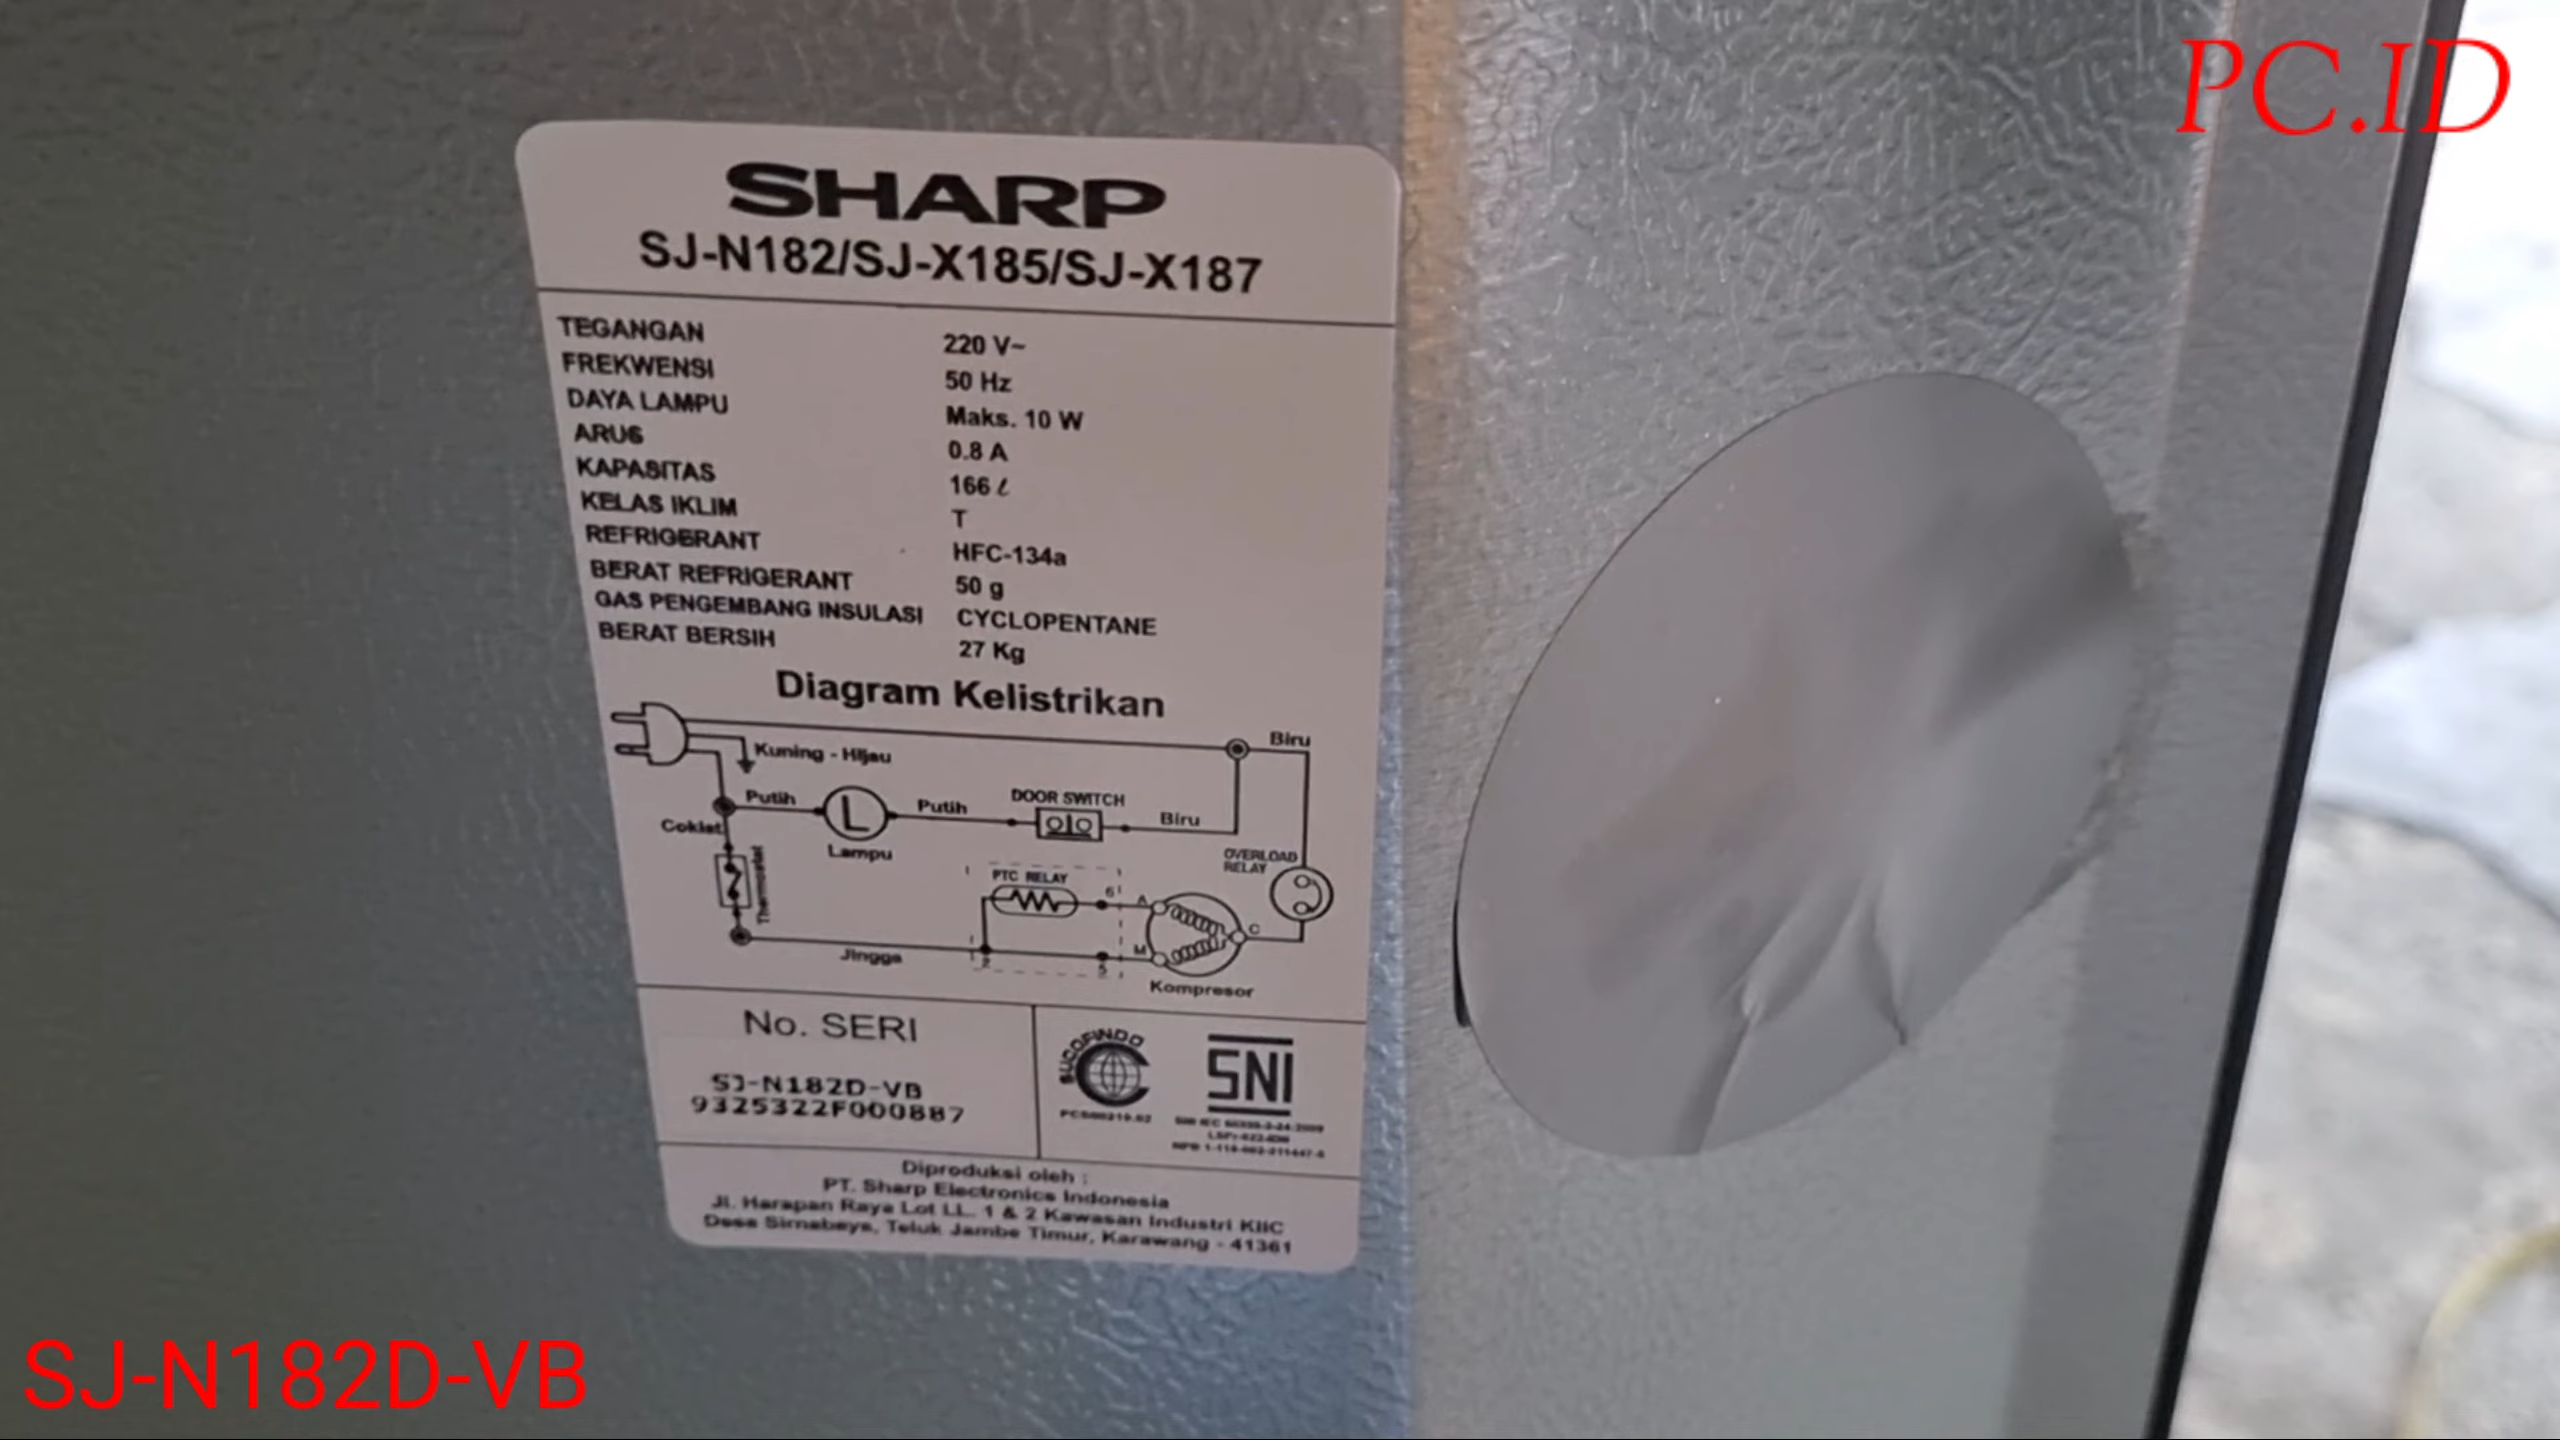 PC.ID
SHARP
SJ-N182/SJ-X185/SJ-X187
TEGANGAN 220 V~
FREKWENSI 50 Hz
DAYA LAMPU Maks. 10 W
ARUS 0.8 A
KAPASITAS 166 ℓ
KELAS IKLIM T
REFRIGERANT HFC-134a
BERAT REFRIGERANT 50 g
GAS PENGEMBANG INSULASI CYCLOPENTANE
BERAT BERSIH 27 Kg
Diagram Kelistrikan
Biru
Kuning - Hijau
Putih
Putih
DOOR SWITCH
Biru
Coklat
L
Lampu
Thermostat
OVERLOAD
RELAY
PTC RELAY
6
A
C
M
2
5
Jingga
Kompresor
No. SERI
SJ-N182D-VB
9325322F000887
SUCOFINDO
SNI
Diproduksi oleh :
PT. Sharp Electronics Indonesia
Jl. Harapan Raya Lot LL. 1 & 2 Kawasan Industri KIIC
Desa Sirnabaya, Teluk Jambe Timur, Karawang - 41361
SJ-N182D-VB